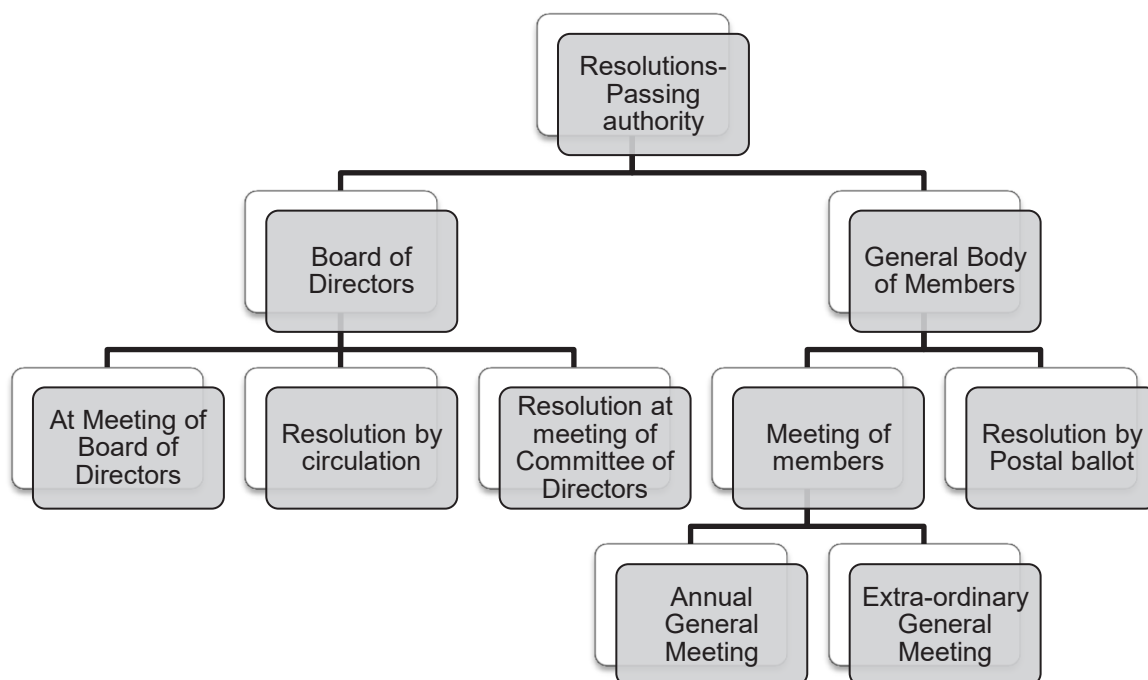 Resolutions-
Passing
authority
Board of
Directors
General Body
of Members
At Meeting of
Board of
Directors
Resolution by
circulation
Resolution at
meeting of
Committee of
Directors
Meeting of
members
Resolution by
Postal ballot
Annual
General
Meeting
Extra-ordinary
General
Meeting